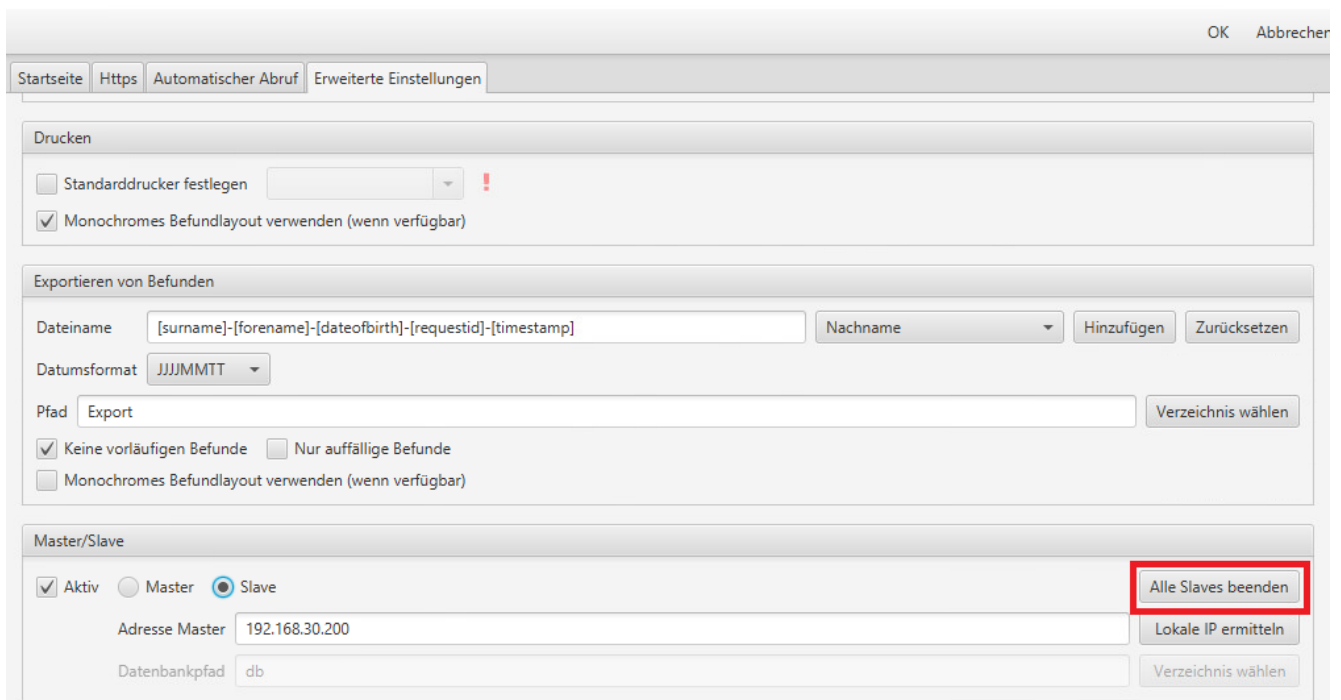 OK Abbrechen
Startseite Https Automatischer Abruf Erweiterte Einstellungen
Drucken
Standarddrucker festlegen !
Monochromes Befundlayout verwenden (wenn verfügbar)
Exportieren von Befunden
Dateiname [surname]-[forename]-[dateofbirth]-[requestid]-[timestamp] Nachname Hinzufügen Zurücksetzen
Datumsformat JJJJMMTT
Pfad Export Verzeichnis wählen
Keine vorläufigen Befunde Nur auffällige Befunde
Monochromes Befundlayout verwenden (wenn verfügbar)
Master/Slave
Aktiv Master Slave Alle Slaves beenden
Adresse Master 192.168.30.200 Lokale IP ermitteln
Datenbankpfad db Verzeichnis wählen